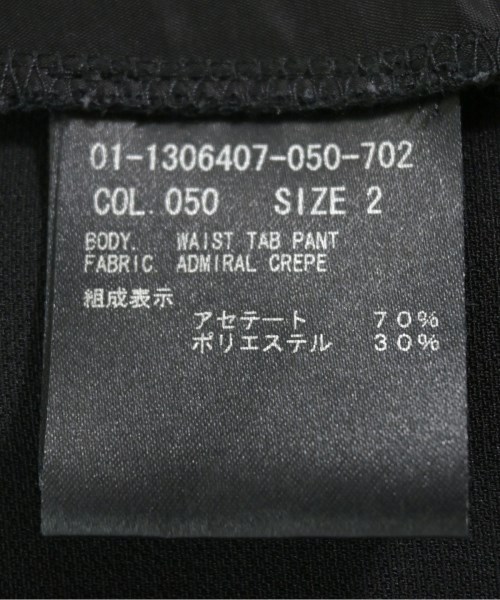 01-1306407-050-702
COL. 050 SIZE 2
BODY. WAIST TAB PANT
FABRIC. ADMIRAL CREPE
組成表示
アセテート 70%
ポリエステル 30%